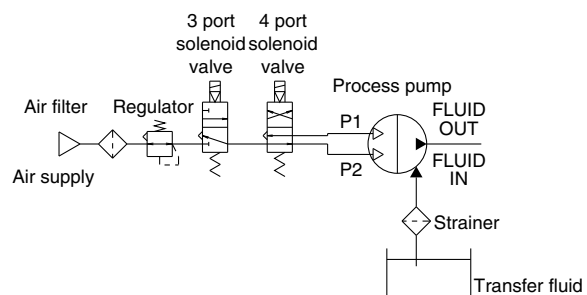 3 port
solenoid
valve
4 port
solenoid
valve
Process pump
Air filter
Regulator
P1
FLUID
OUT
Air supply
P2
FLUID
IN
Strainer
Transfer fluid